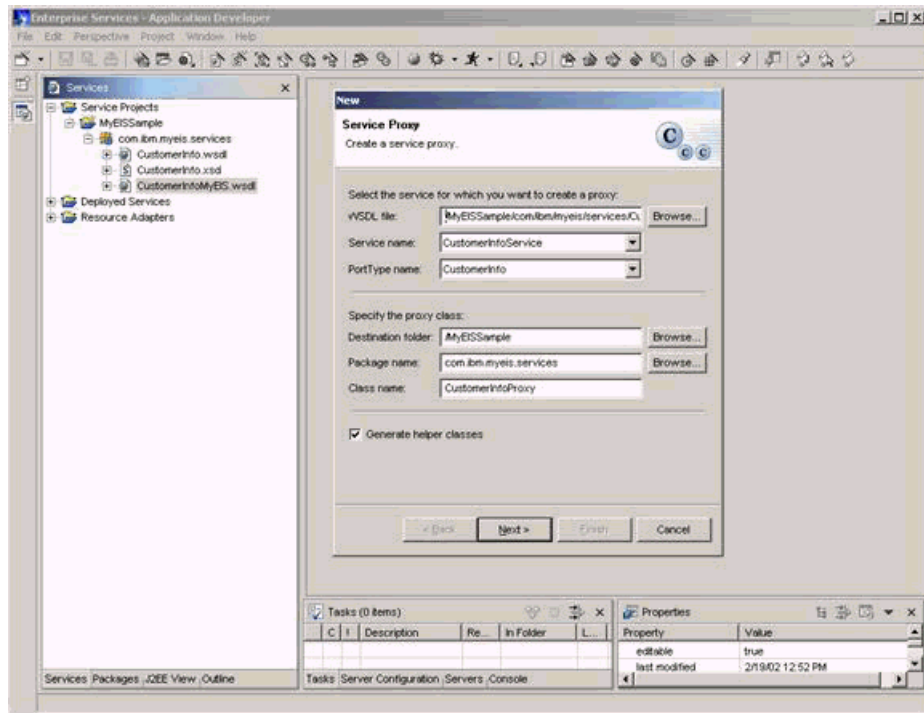 Enterprise Services - Application Developer
File Edit Perspective Project Window Help
Services
Service Projects
MyEISSample
com.ibm.myeis.services
CustomerInfo.wsdl
CustomerInfo.xsd
CustomerInfoMyEIS.wsdl
Deployed Services
Resource Adapters
New
Service Proxy
Create a service proxy.
Select the service for which you want to create a proxy:
WSDL file: /MyEISSample/com/ibm/myeis/services/Cu Browse...
Service name: CustomerInfoService
PortType name: CustomerInfo
Specify the proxy class:
Destination folder: /MyEISSample Browse...
Package name: com.ibm.myeis.services Browse...
Class name: CustomerInfoProxy
Generate helper classes
< Back Next > Finish Cancel
Tasks (0 items)
C ! Description Re... In Folder L...
Properties
Property Value
editable true
last modified 2/19/02 12:52 PM
Services Packages J2EE View Outline
Tasks Server Configuration Servers Console